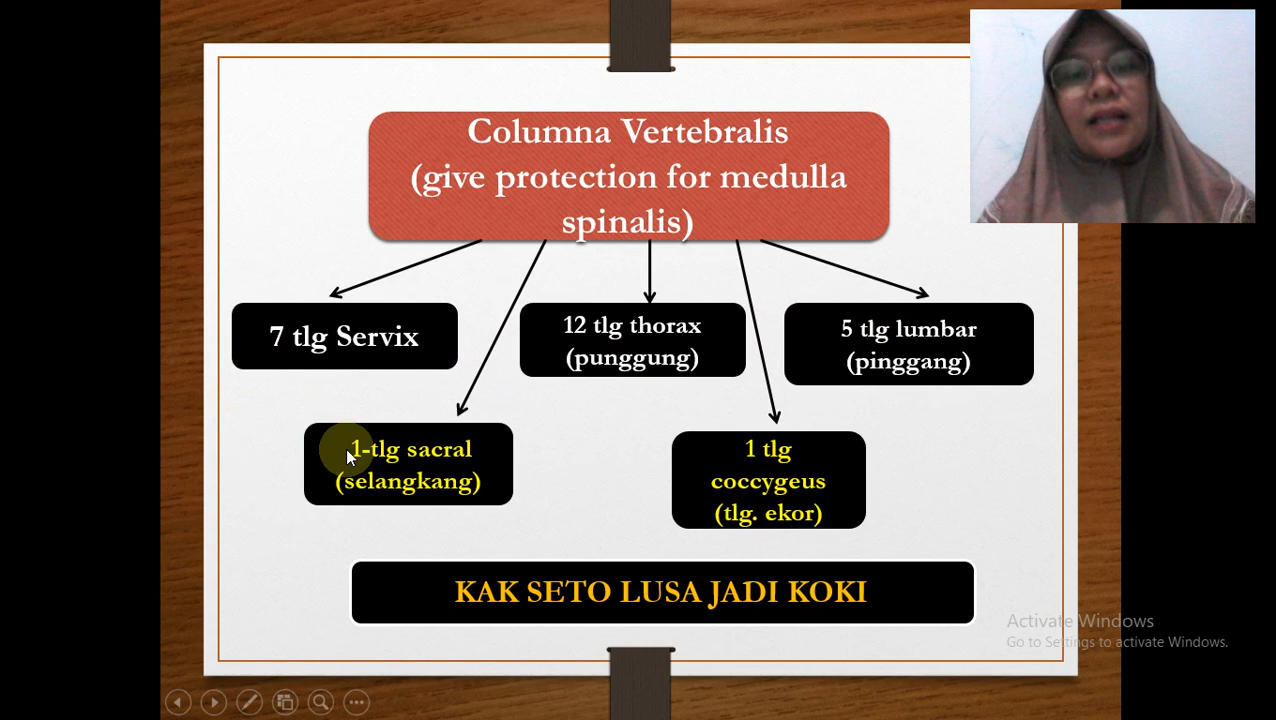 Columna Vertebralis
(give protection for medulla
spinalis)
7 tlg Servix
12 tlg thorax
(punggung)
5 tlg lumbar
(pinggang)
1-tlg sacral
(selangkang)
1 tlg
coccygeus
(tlg. ekor)
KAK SETO LUSA JADI KOKI
Activate Windows
Go to Settings to activate Windows.